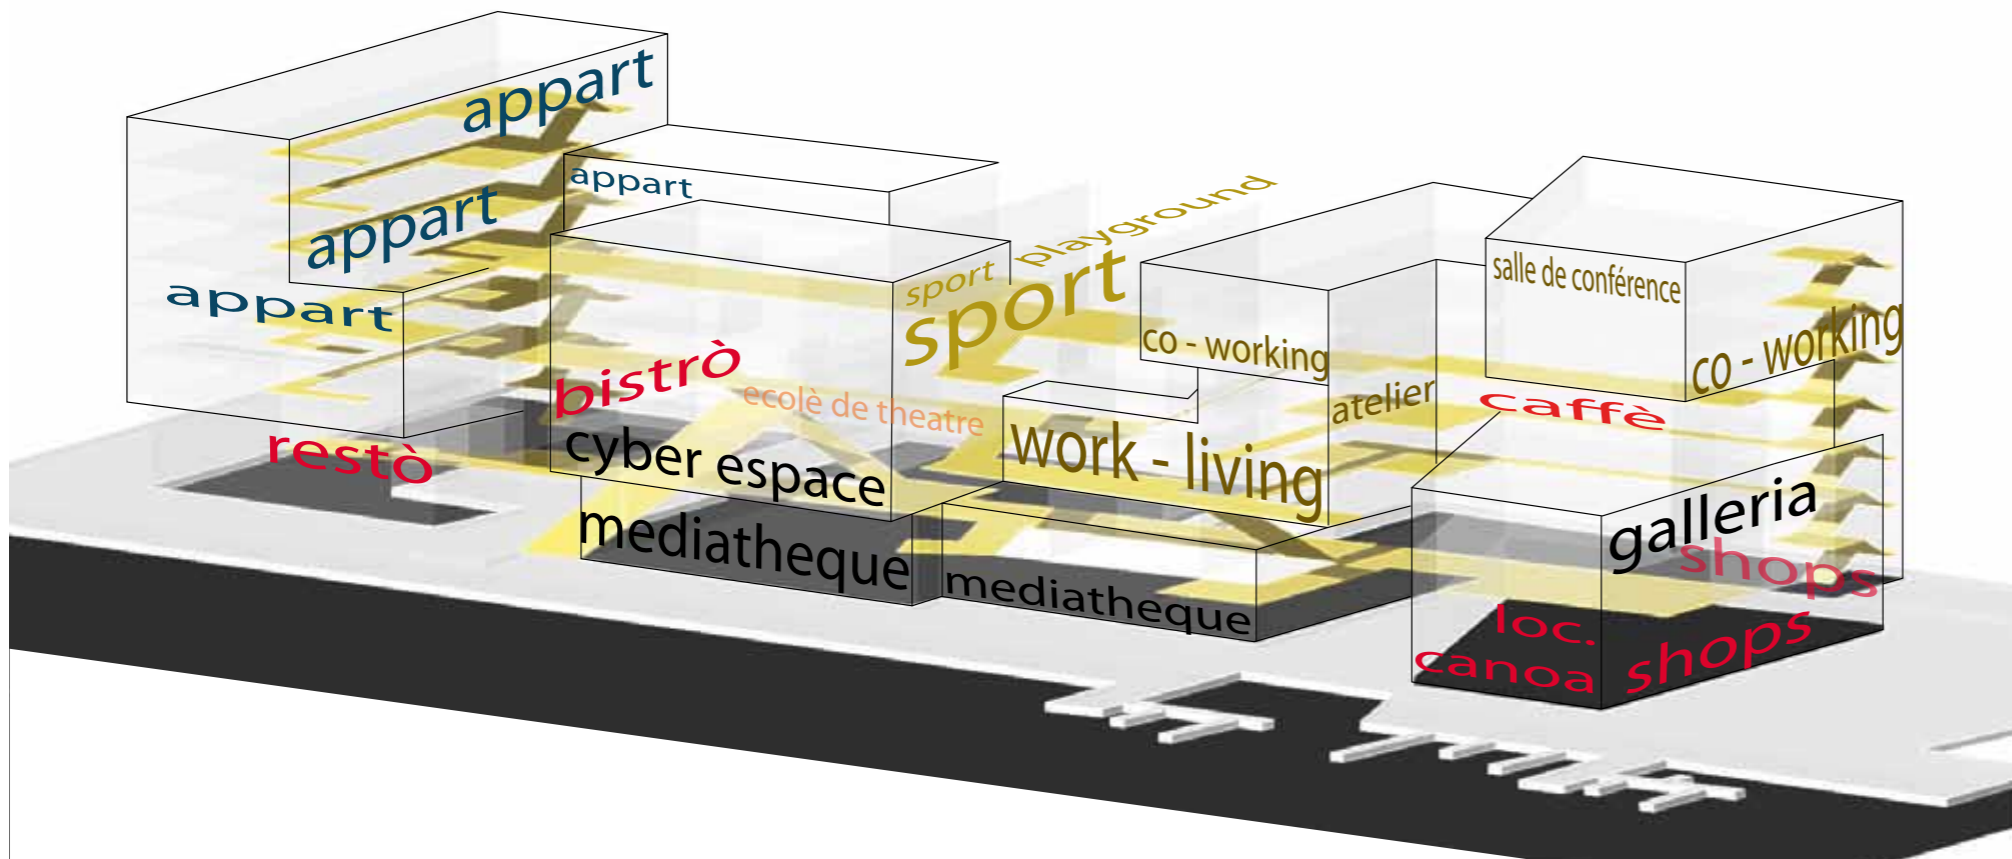 appart
appart
appart
appart
restò
bistrò
ecolè de theatre
cyber espace
mediatheque
mediatheque
sport
playground
sport
co - working
atelier
work - living
salle de conférence
co - working
caffè
galleria
shops
loc.
canoa
shops